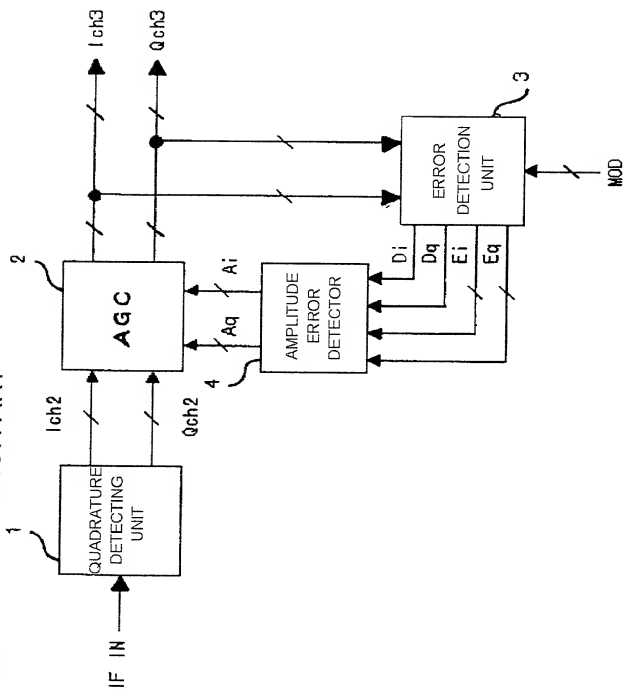 IF IN
1
QUADRATURE
DETECTING
UNIT
Ich2
Qch2
2
AGC
Ich3
Qch3
Aq
Ai
4
AMPLITUDE
ERROR
DETECTOR
Di
Dq
Ei
Eq
3
ERROR
DETECTION
UNIT
MOD